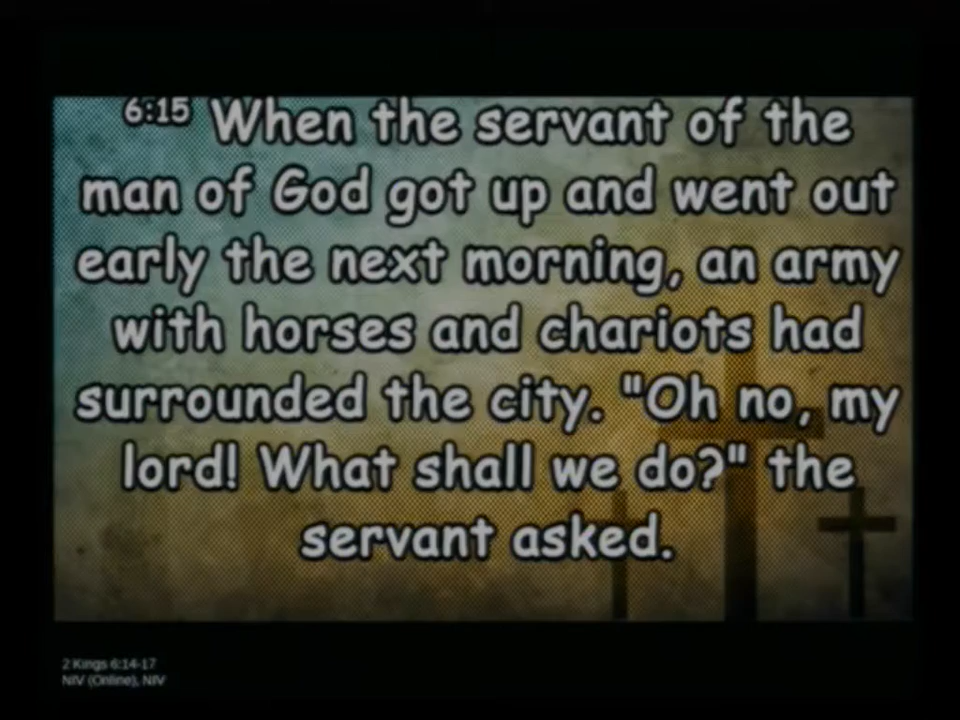 6:15 When the servant of the
man of God got up and went out
early the next morning, an army
with horses and chariots had
surrounded the city. "Oh no, my
lord! What shall we do?" the
servant asked.
2 Kings 6:14-17
NIV (Online), NIV